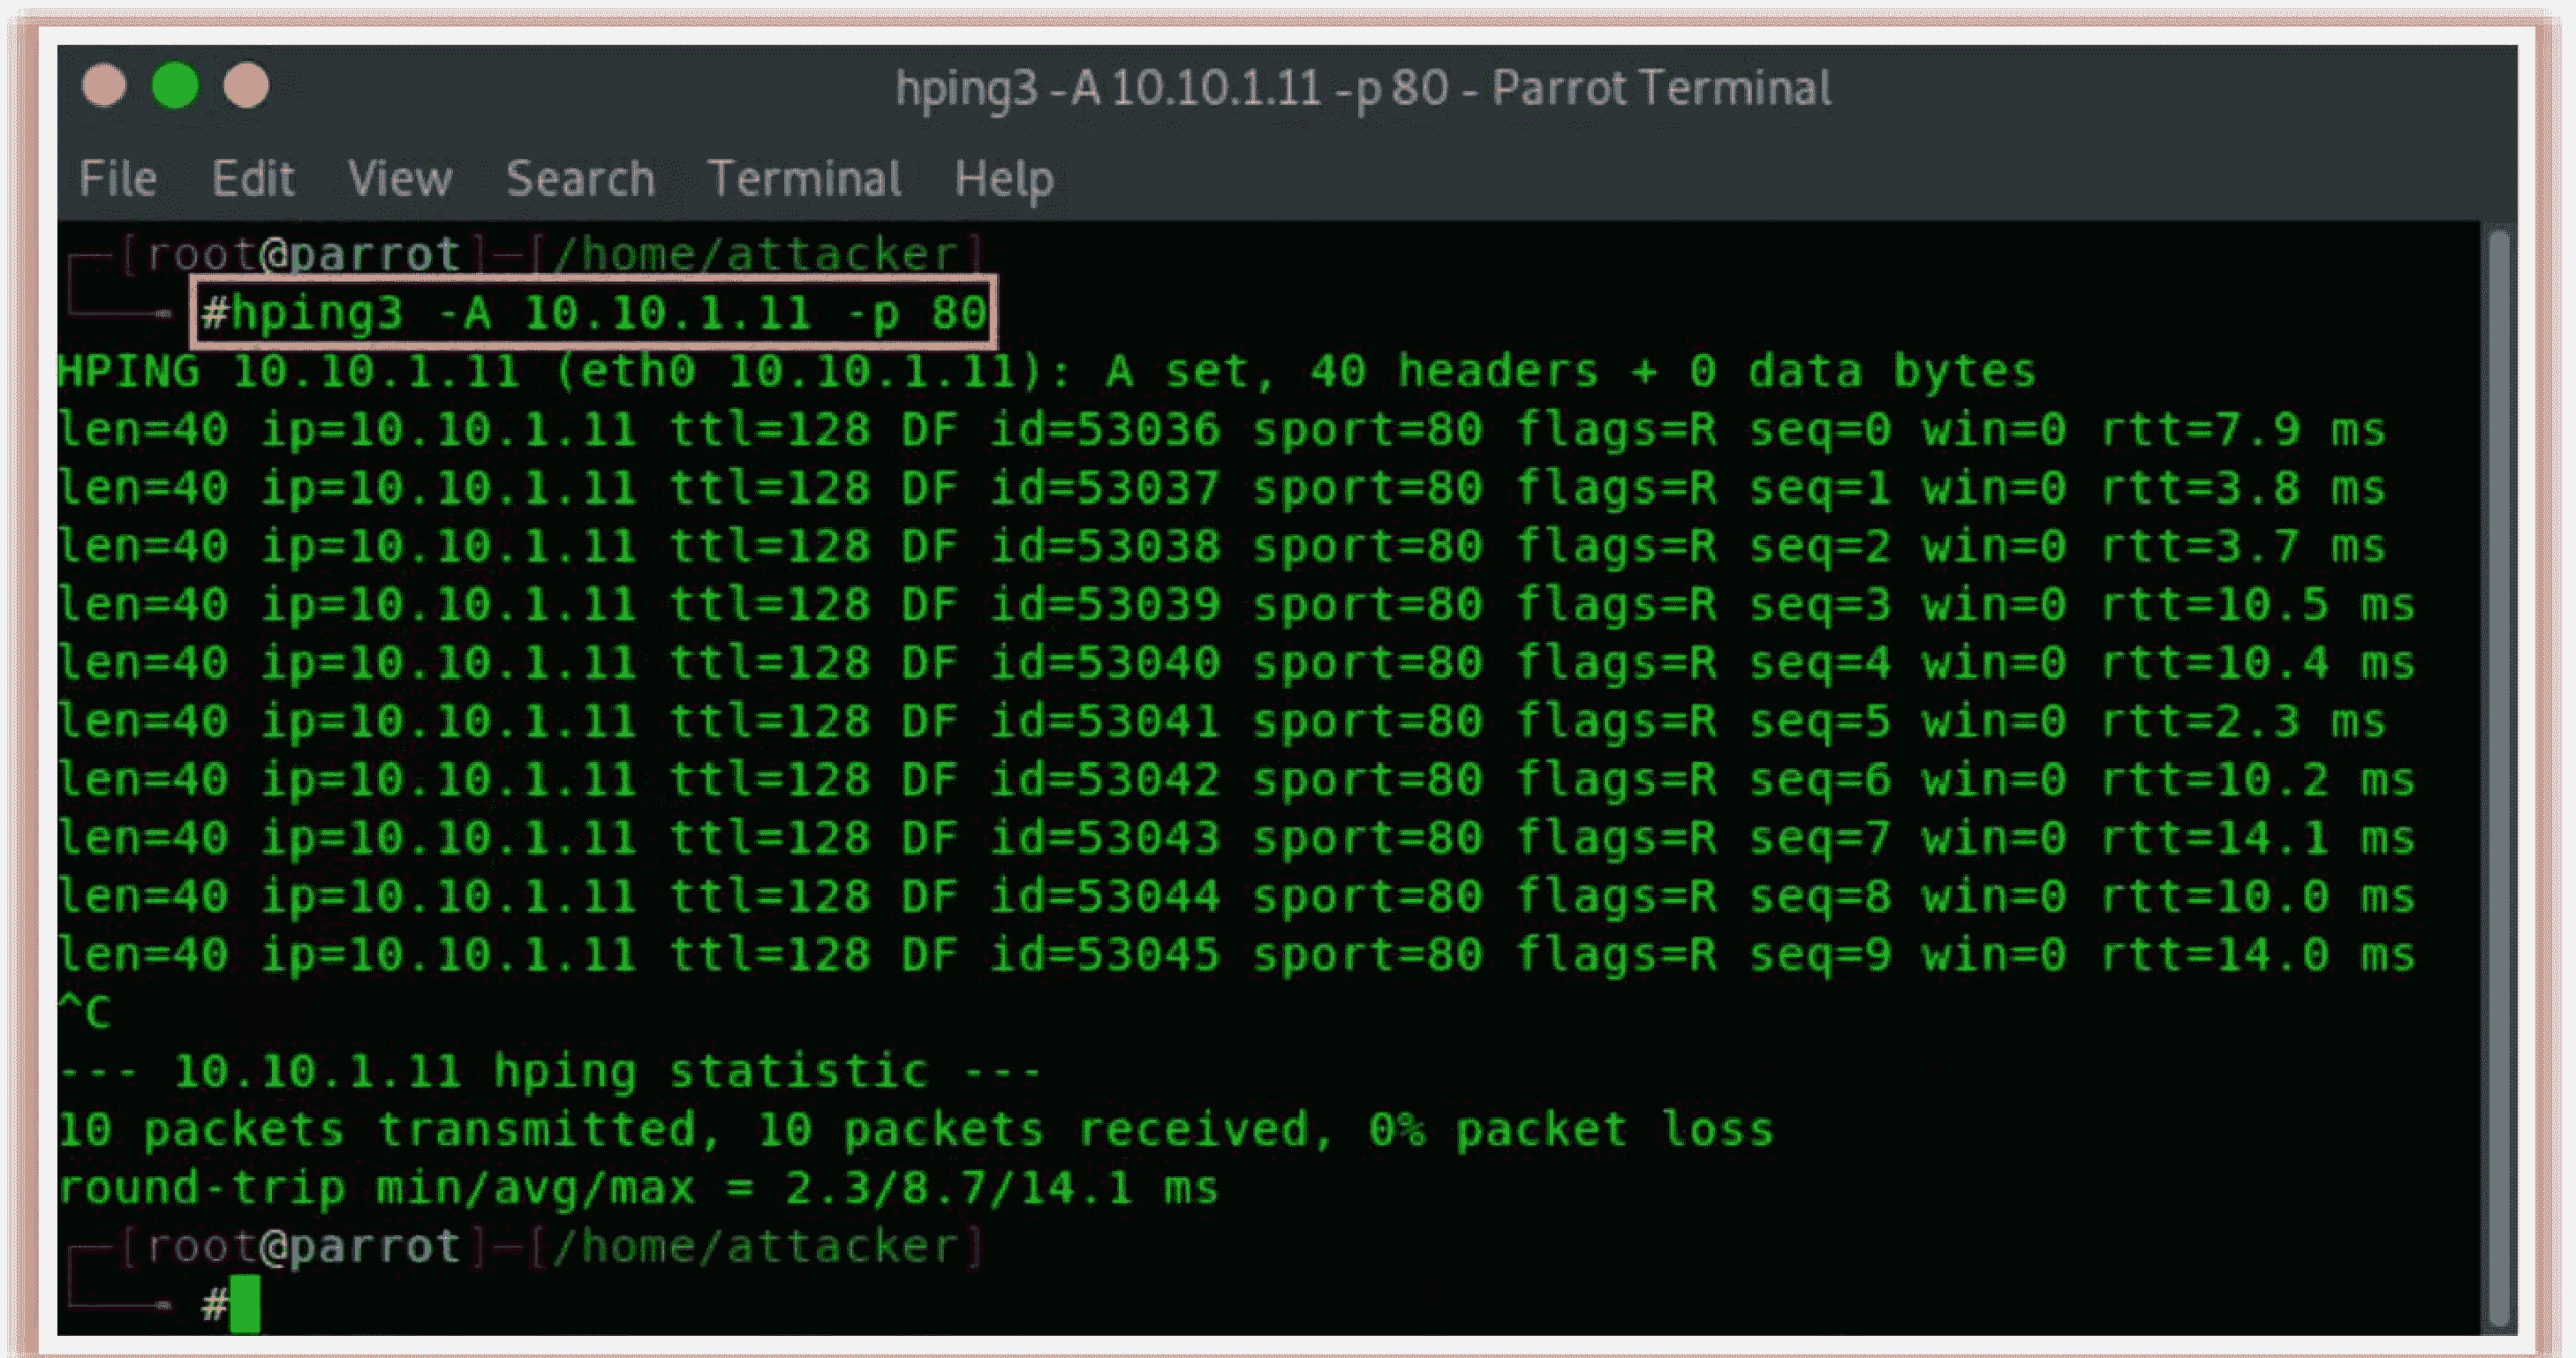 hping3 -A 10.10.1.11 -p 80 - Parrot Terminal
File Edit View Search Terminal Help
[root@parrot]-[/home/attacker]
#hping3 -A 10.10.1.11 -p 80
HPING 10.10.1.11 (eth0 10.10.1.11): A set, 40 headers + 0 data bytes
len=40 ip=10.10.1.11 ttl=128 DF id=53036 sport=80 flags=R seq=0 win=0 rtt=7.9 ms
len=40 ip=10.10.1.11 ttl=128 DF id=53037 sport=80 flags=R seq=1 win=0 rtt=3.8 ms
len=40 ip=10.10.1.11 ttl=128 DF id=53038 sport=80 flags=R seq=2 win=0 rtt=3.7 ms
len=40 ip=10.10.1.11 ttl=128 DF id=53039 sport=80 flags=R seq=3 win=0 rtt=10.5 ms
len=40 ip=10.10.1.11 ttl=128 DF id=53040 sport=80 flags=R seq=4 win=0 rtt=10.4 ms
len=40 ip=10.10.1.11 ttl=128 DF id=53041 sport=80 flags=R seq=5 win=0 rtt=2.3 ms
len=40 ip=10.10.1.11 ttl=128 DF id=53042 sport=80 flags=R seq=6 win=0 rtt=10.2 ms
len=40 ip=10.10.1.11 ttl=128 DF id=53043 sport=80 flags=R seq=7 win=0 rtt=14.1 ms
len=40 ip=10.10.1.11 ttl=128 DF id=53044 sport=80 flags=R seq=8 win=0 rtt=10.0 ms
len=40 ip=10.10.1.11 ttl=128 DF id=53045 sport=80 flags=R seq=9 win=0 rtt=14.0 ms
^C
--- 10.10.1.11 hping statistic ---
10 packets transmitted, 10 packets received, 0% packet loss
round-trip min/avg/max = 2.3/8.7/14.1 ms
[root@parrot]-[/home/attacker]
#